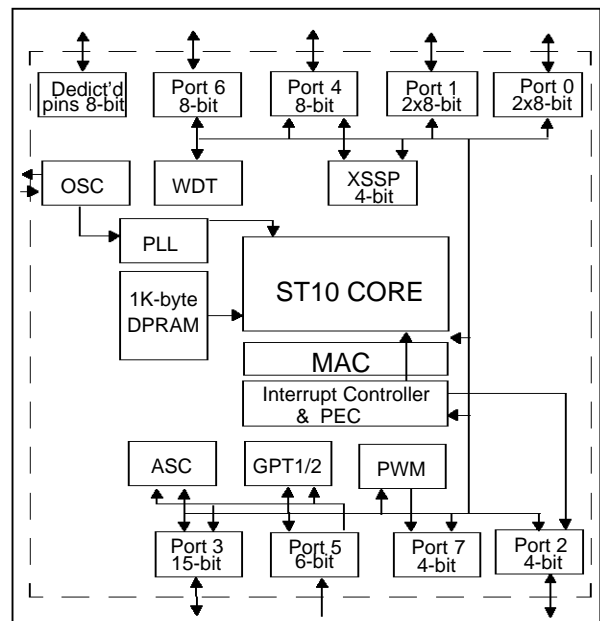 Dedict'd
pins 8-bit
Port 6
8-bit
Port 4
8-bit
Port 1
2x8-bit
Port 0
2x8-bit
OSC
WDT
XSSP
4-bit
PLL
ST10 CORE
1K-byte
DPRAM
MAC
Interrupt Controller
& PEC
ASC
GPT1/2
PWM
Port 3
15-bit
Port 5
6-bit
Port 7
4-bit
Port 2
4-bit